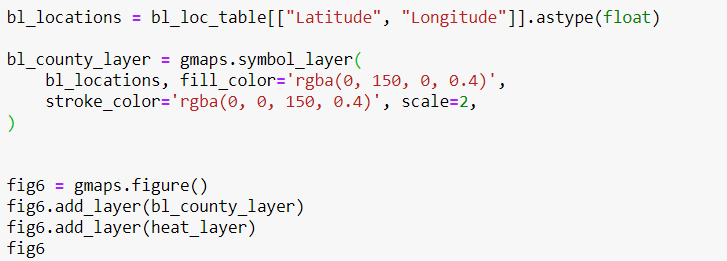 bl_locations = bl_loc_table[["Latitude", "Longitude"]].astype(float)
bl_county_layer = gmaps.symbol_layer(
    bl_locations, fill_color='rgba(0, 150, 0, 0.4)',
    stroke_color='rgba(0, 0, 150, 0.4)', scale=2,
)
fig6 = gmaps.figure()
fig6.add_layer(bl_county_layer)
fig6.add_layer(heat_layer)
fig6